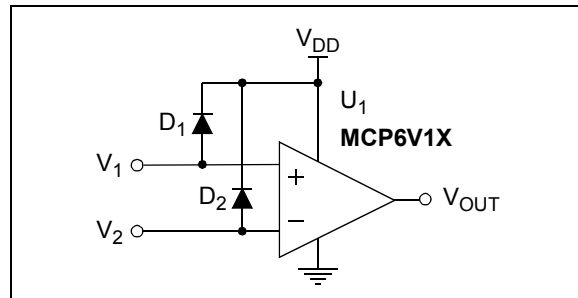 V_DD
U_1
MCP6V1X
D_1
V_1
+
D_2
V_OUT
V_2
−